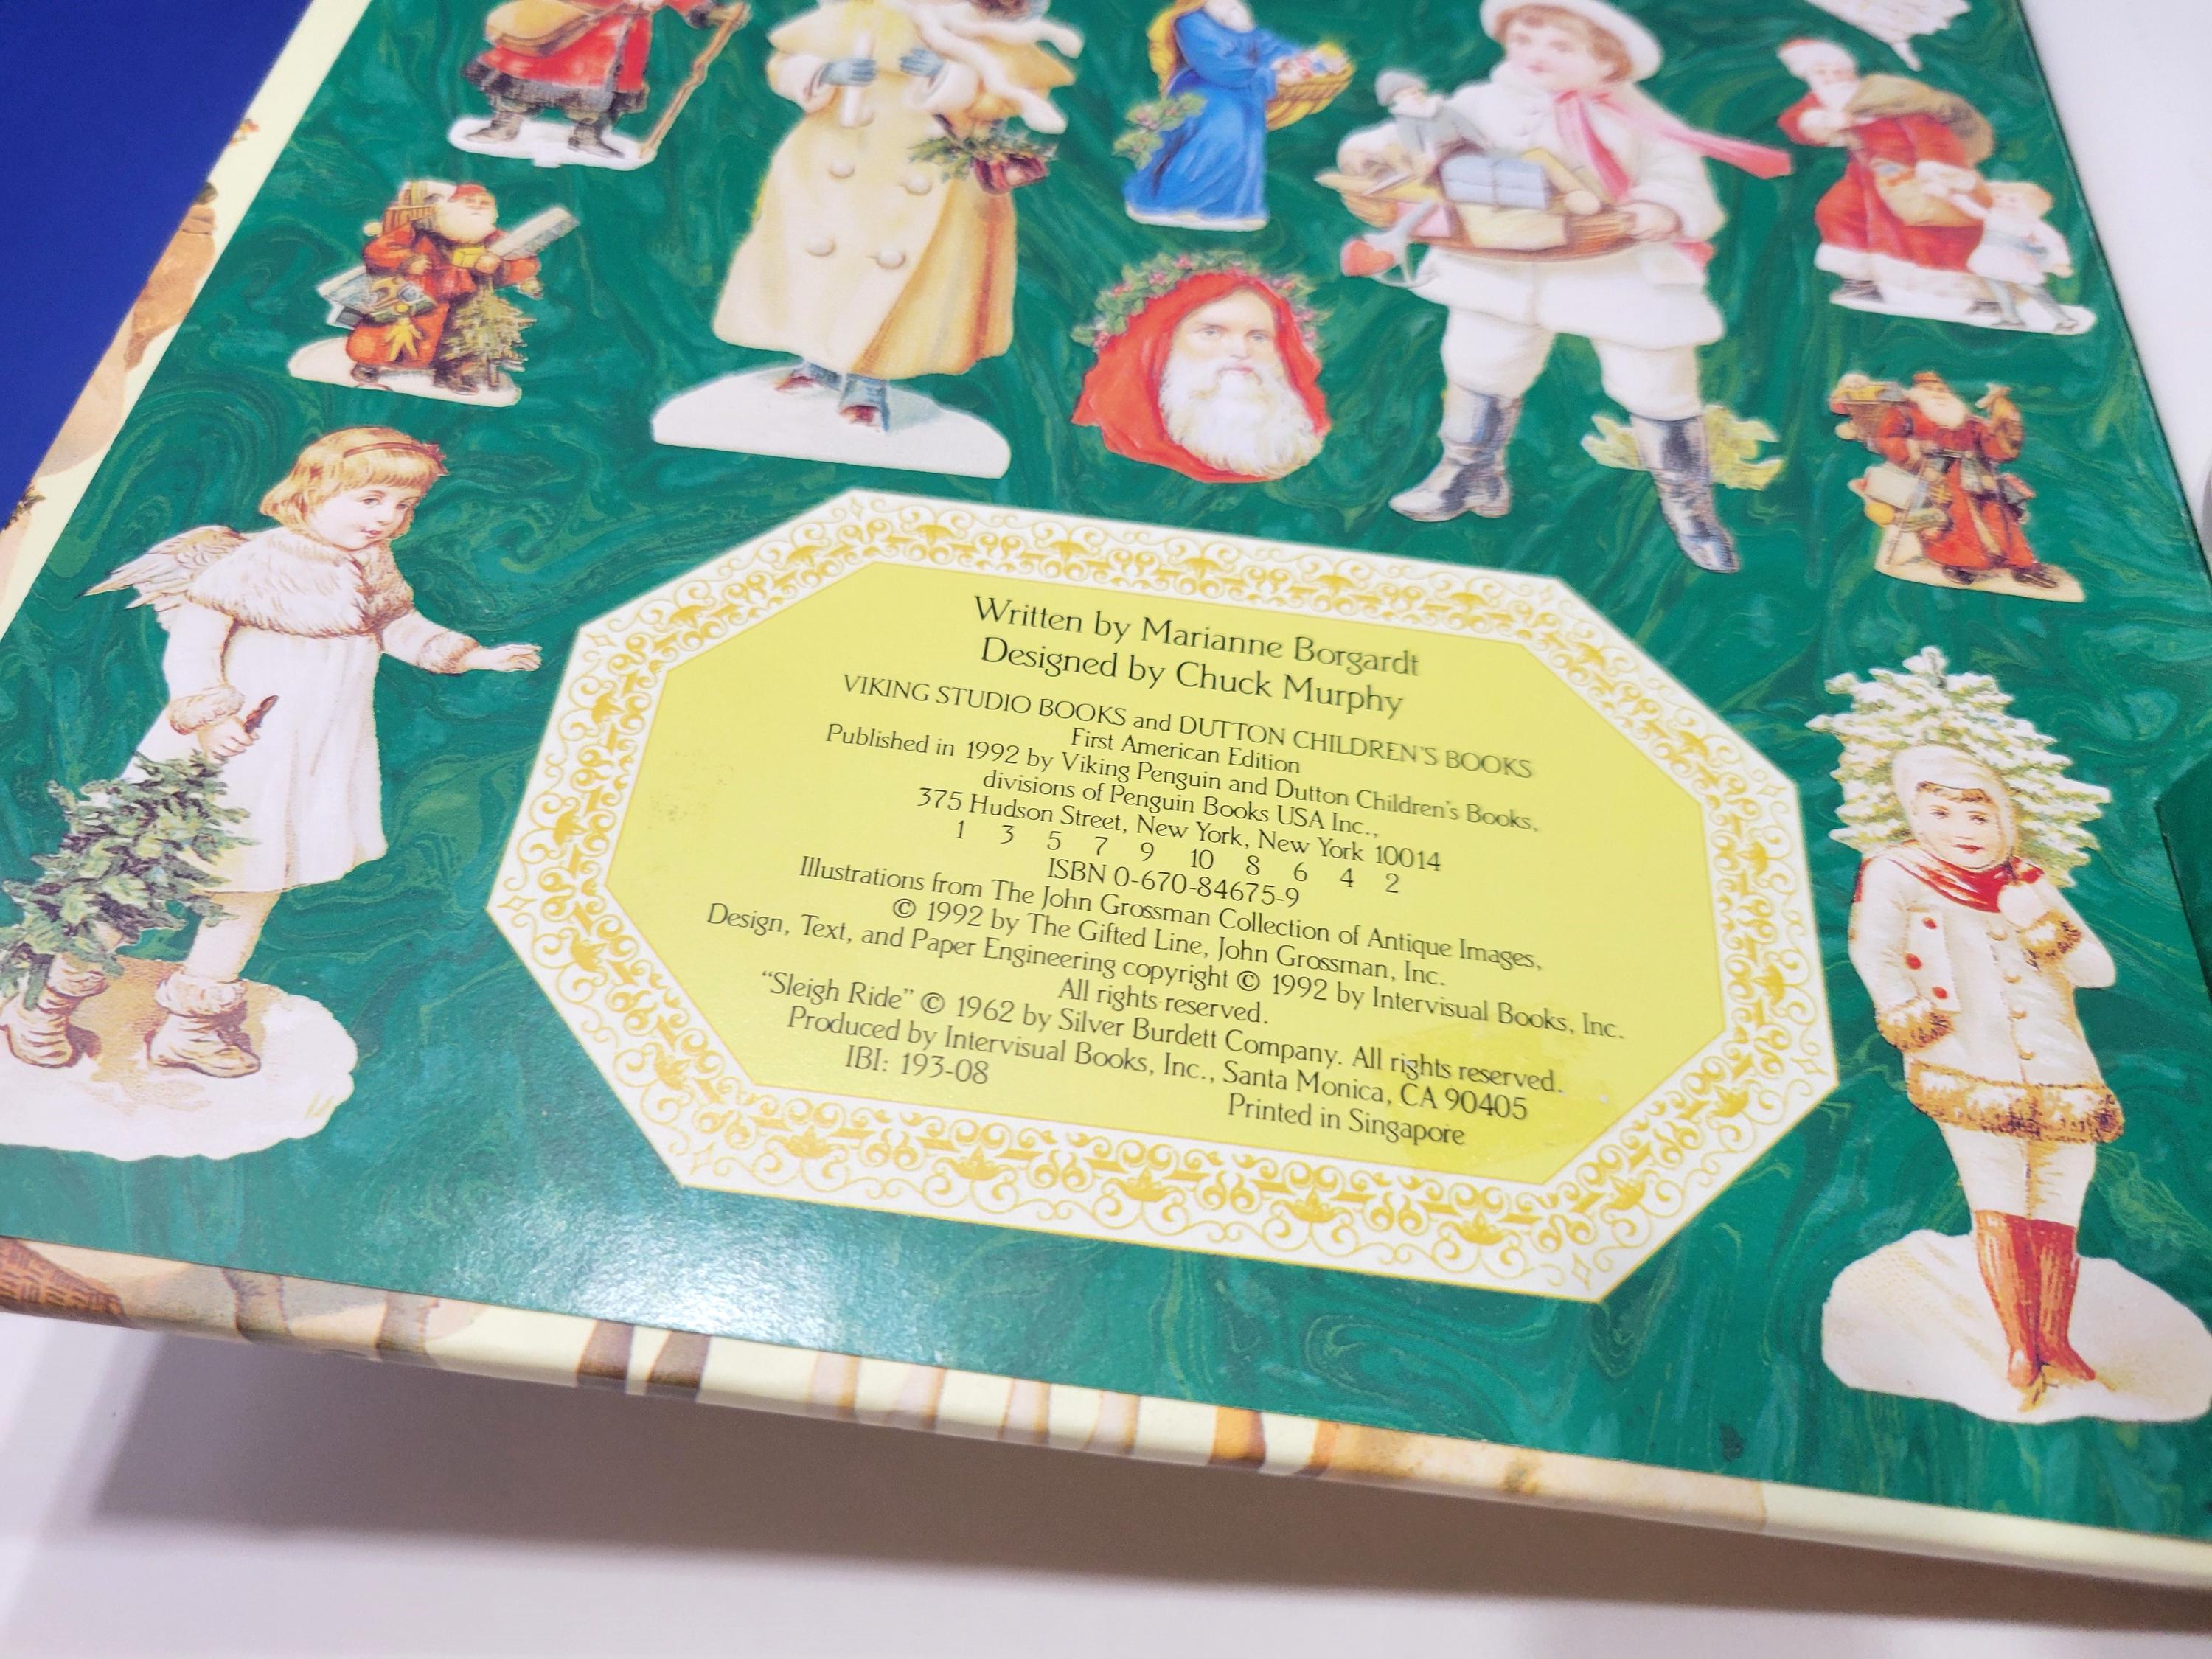 Written by Marianne Borgardt
Designed by Chuck Murphy
VIKING STUDIO BOOKS and DUTTON CHILDREN'S BOOKS
First American Edition
Published in 1992 by Viking Penguin and Dutton Children's Books,
divisions of Penguin Books USA Inc.,
375 Hudson Street, New York, New York 10014
1 3 5 7 9 10 8 6 4 2
ISBN 0-670-84675-9
Illustrations from The John Grossman Collection of Antique Images,
© 1992 by The Gifted Line, John Grossman, Inc.
Design, Text, and Paper Engineering copyright © 1992 by Intervisual Books, Inc.
All rights reserved.
“Sleigh Ride” © 1962 by Silver Burdett Company. All rights reserved.
Produced by Intervisual Books, Inc., Santa Monica, CA 90405
IBI: 193-08
Printed in Singapore